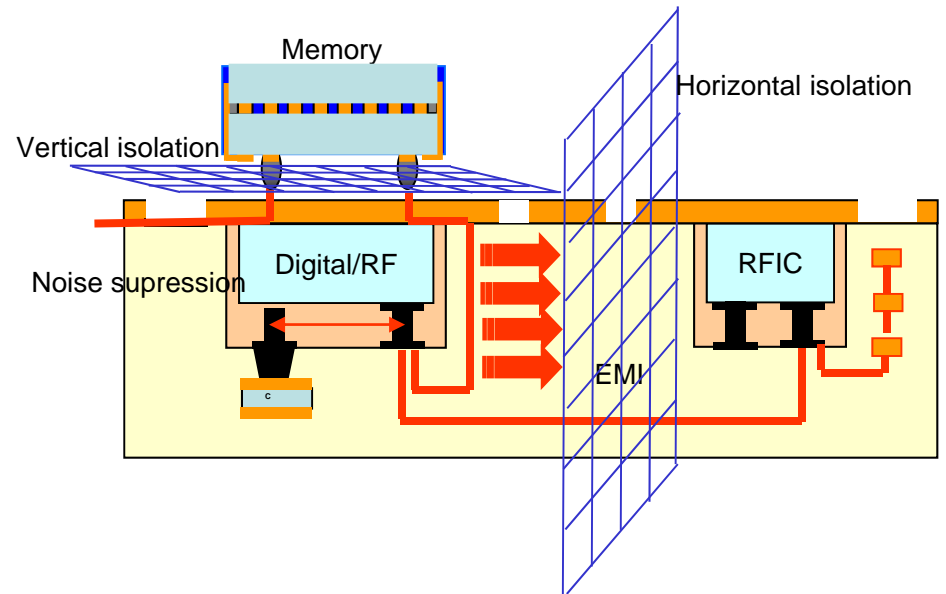 Memory
Horizontal isolation
Vertical isolation
Digital/RF
RFIC
Noise supression
EMI
C